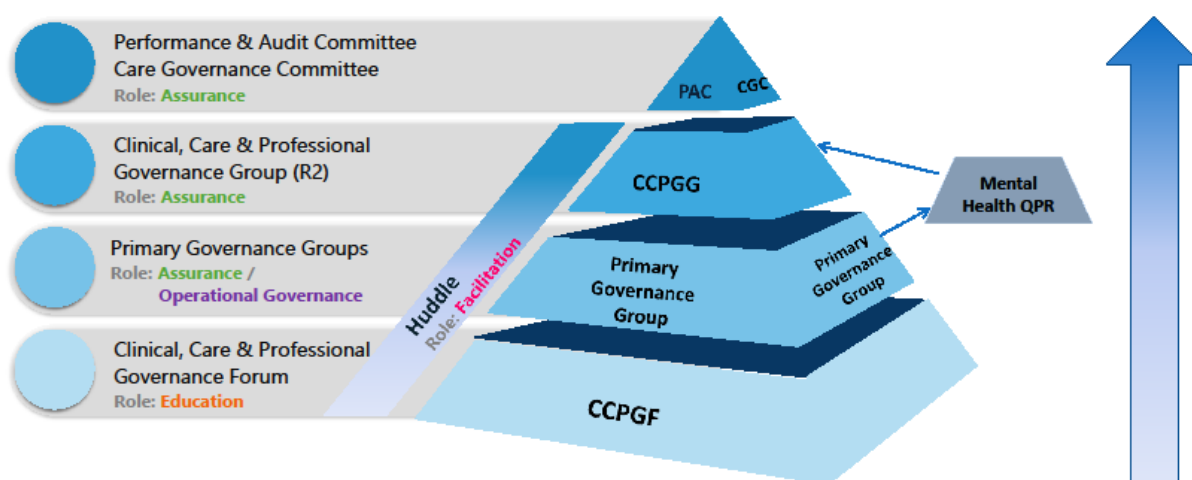 Performance & Audit Committee
Care Governance Committee
Role: Assurance
Clinical, Care & Professional
Governance Group (R2)
Role: Assurance
Primary Governance Groups
Role: Assurance /
Operational Governance
Clinical, Care & Professional
Governance Forum
Role: Education
Huddle
Role: Facilitation
PAC
CGC
CCPGG
Primary
Governance
Group
Primary
Governance
Group
CCPGF
Mental
Health QPR